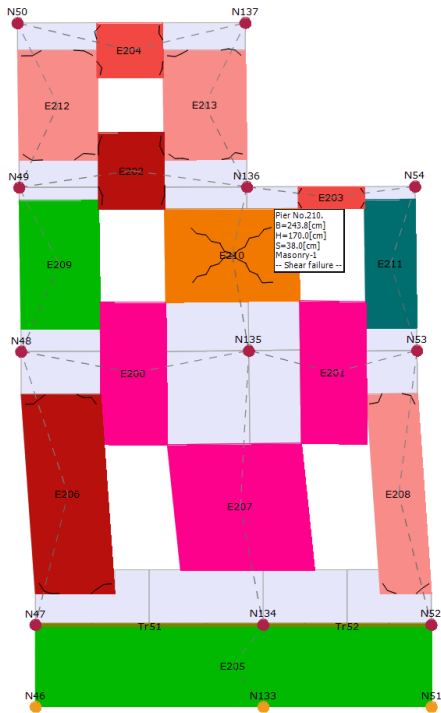 N50
N137
E204
E212
E213
E202
N49
N136
N54
E203
Pier No.210.
B=243.8[cm]
H=170.0[cm]
S=38.0[cm]
Masonry-1
-- Shear failure --
E210
E209
E211
N48
N135
N53
E200
E201
E206
E207
E208
N47
N134
N52
Tr51
Tr52
E205
N46
N133
N51